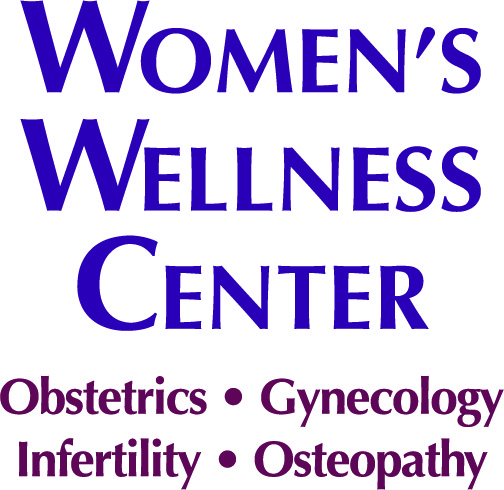 WOMEN'S
WELLNESS
CENTER
Obstetrics • Gynecology
Infertility • Osteopathy